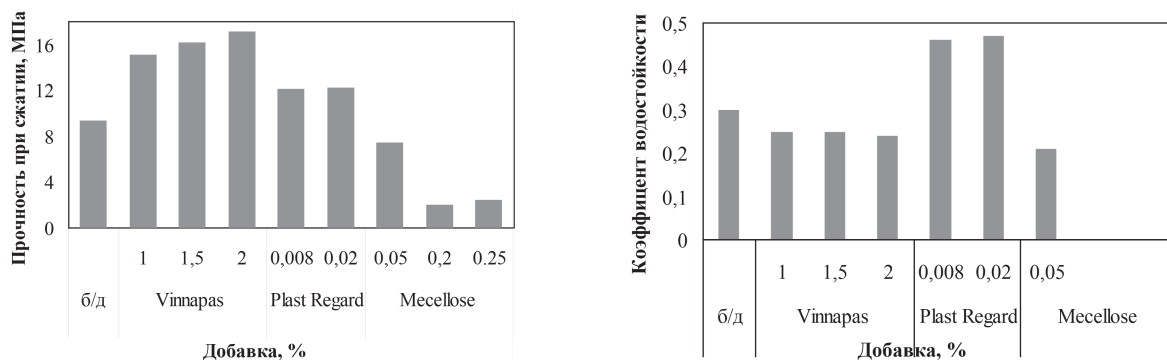 Прочность при сжатии, МПа
16
12
8
4
0
1 1,5 2 0,008 0,02 0,05 0,2 0.25
б/д Vinnapas Plast Regard Mecellose
Добавка, %
Коэффицент водостойкости
0,5
0,4
0,3
0,2
0,1
0
1 1,5 2 0,008 0,02 0,05
б/д Vinnapas Plast Regard Mecellose
Добавка, %